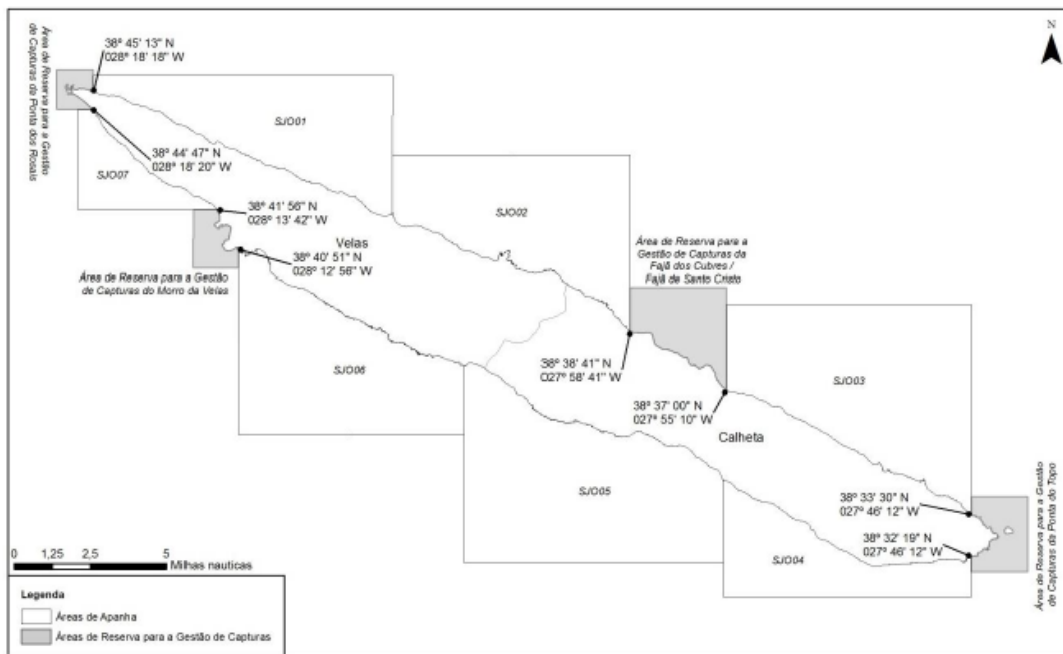 N
Área de Reserva para a Gestão
de Capturas da Ponta dos Rosais
38º 45' 13" N
028º 18' 18" W
SJO01
38º 44' 47" N
028º 18' 20" W
SJO07
38º 41' 56" N
028º 13' 42" W
SJO02
Velas
38º 40' 51" N
028º 12' 56" W
Área de Reserva para a
Gestão de Capturas da
Fajã dos Cubres /
Fajã de Santo Cristo
Área de Reserva para a Gestão
de Capturas do Morro da Velas
38º 38' 41" N
027º 58' 41" W
SJO06
SJO03
38º 37' 00" N
027º 55' 10" W
Calheta
SJO05
38º 33' 30" N
027º 46' 12" W
38º 32' 19" N
027º 46' 12" W
SJO04
Área de Reserva para a Gestão
de Capturas da Ponta do Topo
0 1,25 2,5 5
Milhas nauticas
Legenda
Áreas de Apanha
Áreas de Reserva para a Gestão de Capturas